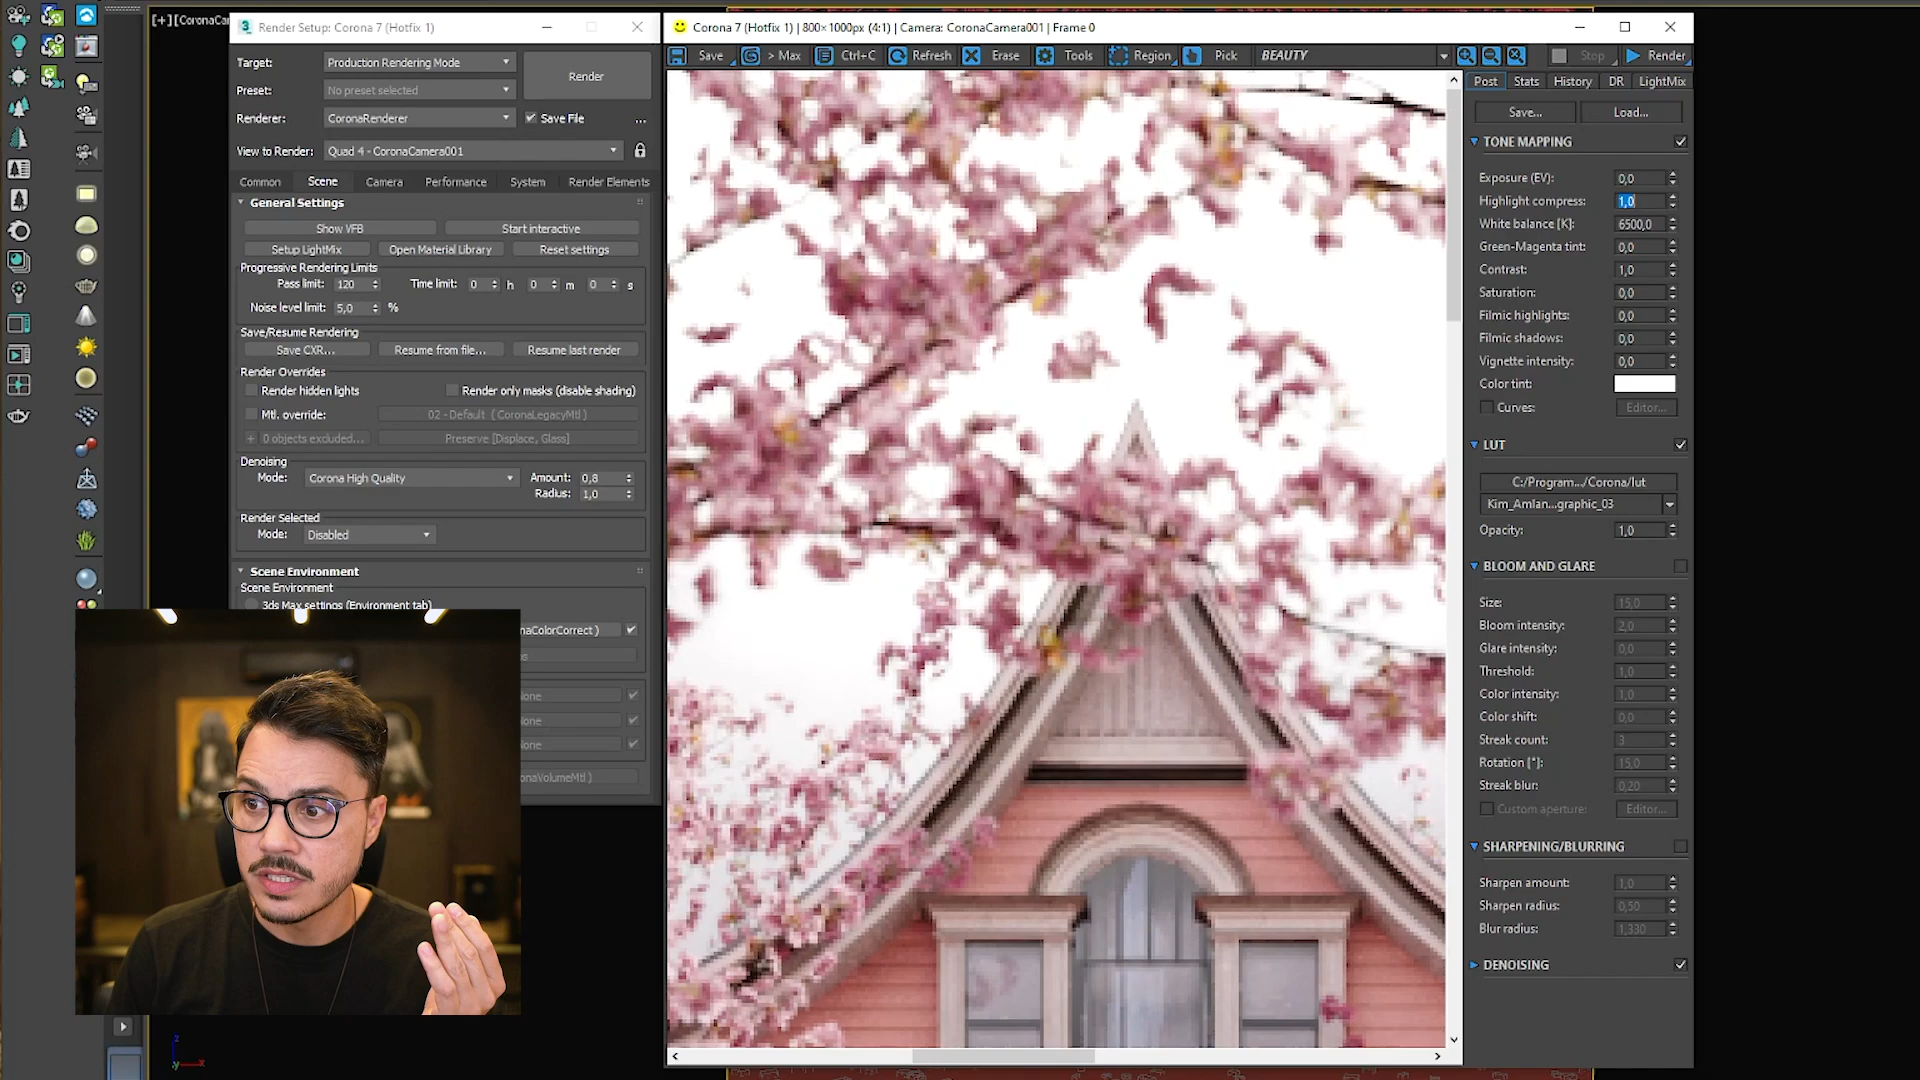 [+][CoronaCa
Render Setup: Corona 7 (Hotfix 1)
Target:
Production Rendering Mode
Preset:
No preset selected
Renderer:
CoronaRenderer
Render
Save File
...
View to Render:
Quad 4 - CoronaCamera001
Common
Scene
Camera
Performance
System
Render Elements
General Settings
Show VFB
Start interactive
Setup LightMix
Open Material Library
Reset settings
Progressive Rendering Limits
Pass limit:
120
Time limit:
0
h
0
m
0
s
Noise level limit:
5,0
%
Save/Resume Rendering
Save CXR...
Resume from file...
Resume last render
Render Overrides
Render hidden lights
Render only masks (disable shading)
Mtl. override:
02 - Default ( CoronaLegacyMtl )
+
0 objects excluded...
Preserve [Displace, Glass]
Denoising
Mode:
Corona High Quality
Amount:
0,8
Radius:
1,0
Render Selected
Mode:
Disabled
Scene Environment
Scene Environment
3ds Max settings (Environment tab)
naColorCorrect )
ns
one
one
one
onaVolumeMtl )
z
y
x
Corona 7 (Hotfix 1) | 800×1000px (4:1) | Camera: CoronaCamera001 | Frame 0
Save
> Max
Ctrl+C
Refresh
Erase
Tools
Region
Pick
BEAUTY
Stop
Render
Post
Stats
History
DR
LightMix
Save...
Load...
TONE MAPPING
Exposure (EV):
0,0
Highlight compress:
1,0
White balance [K]:
6500,0
Green-Magenta tint:
0,0
Contrast:
1,0
Saturation:
0,0
Filmic highlights:
0,0
Filmic shadows:
0,0
Vignette intensity:
0,0
Color tint:
Curves:
Editor...
LUT
C:/Program.../Corona/lut
Kim_Amlan...graphic_03
Opacity:
1,0
BLOOM AND GLARE
Size:
15,0
Bloom intensity:
2,0
Glare intensity:
0,0
Threshold:
1,0
Color intensity:
1,0
Color shift:
0,0
Streak count:
3
Rotation [°]:
15,0
Streak blur:
0,20
Custom aperture:
Editor...
SHARPENING/BLURRING
Sharpen amount:
1,0
Sharpen radius:
0,50
Blur radius:
1,330
DENOISING